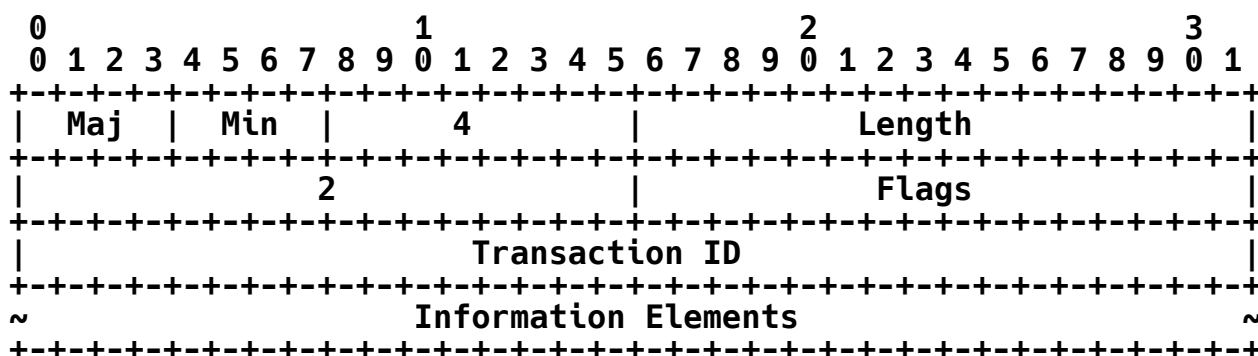 0                   1                   2                   3
 0 1 2 3 4 5 6 7 8 9 0 1 2 3 4 5 6 7 8 9 0 1 2 3 4 5 6 7 8 9 0 1
+-+-+-+-+-+-+-+-+-+-+-+-+-+-+-+-+-+-+-+-+-+-+-+-+-+-+-+-+-+-+-+-+
|  Maj  |  Min  |      4        |           Length              |
+-+-+-+-+-+-+-+-+-+-+-+-+-+-+-+-+-+-+-+-+-+-+-+-+-+-+-+-+-+-+-+-+
|               2               |            Flags              |
+-+-+-+-+-+-+-+-+-+-+-+-+-+-+-+-+-+-+-+-+-+-+-+-+-+-+-+-+-+-+-+-+
|                       Transaction ID                          |
+-+-+-+-+-+-+-+-+-+-+-+-+-+-+-+-+-+-+-+-+-+-+-+-+-+-+-+-+-+-+-+-+
~                    Information Elements                       ~
+-+-+-+-+-+-+-+-+-+-+-+-+-+-+-+-+-+-+-+-+-+-+-+-+-+-+-+-+-+-+-+-+